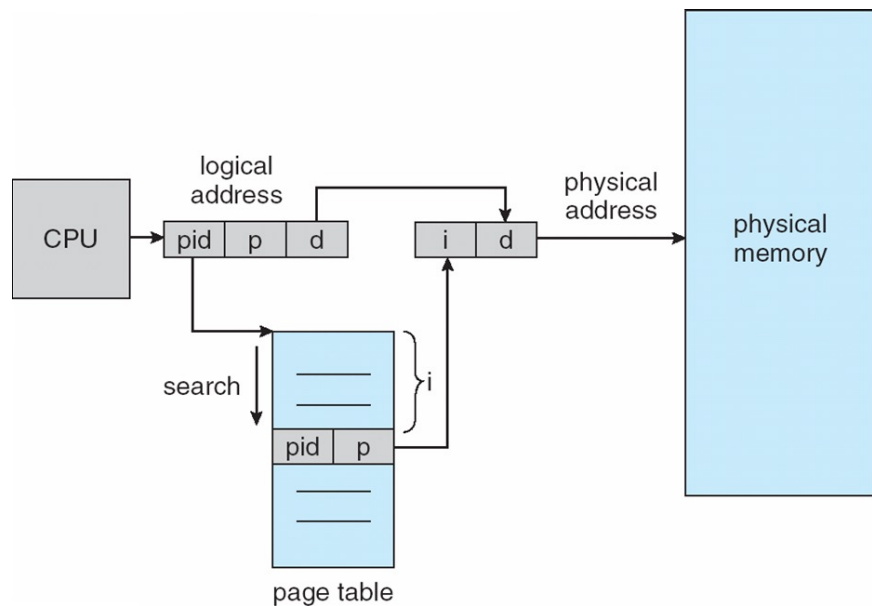 logical
address
physical
address
CPU
pid p d
i d
physical
memory
search
i
pid p
page table